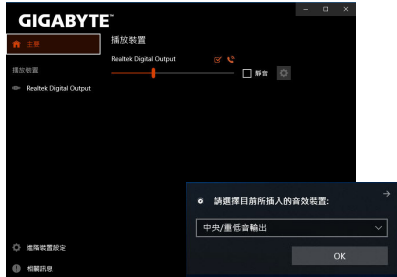 GIGABYTE™
主要
播放裝置
Realtek Digital Output
播放裝置
Realtek Digital Output
靜音
請選擇目前所插入的音效裝置:
中央/重低音輸出
OK
進階裝置設定
相關訊息